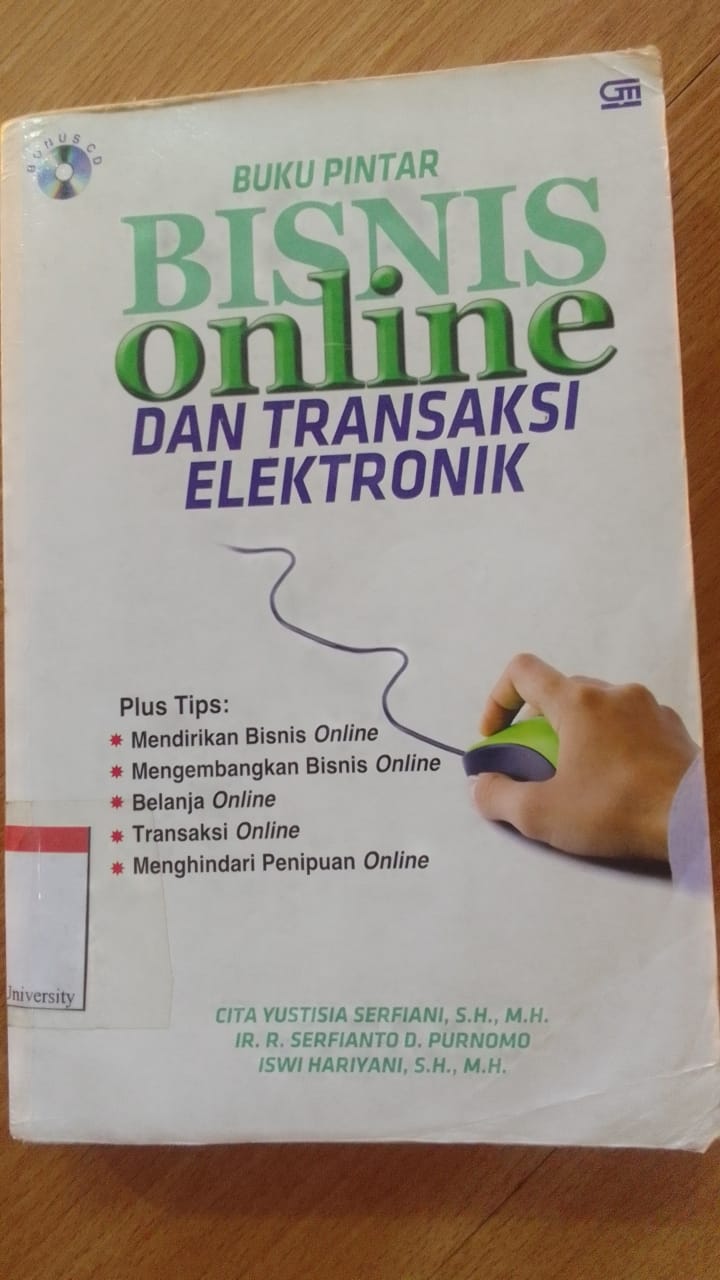 GM
BONUS CD
BUKU PINTAR
BISNIS
online
DAN TRANSAKSI
ELEKTRONIK
Plus Tips:
Mendirikan Bisnis Online
Mengembangkan Bisnis Online
Belanja Online
Transaksi Online
Menghindari Penipuan Online
University
CITA YUSTISIA SERFIANI, S.H., M.H.
IR. R. SERFIANTO D. PURNOMO
ISWI HARIYANI, S.H., M.H.